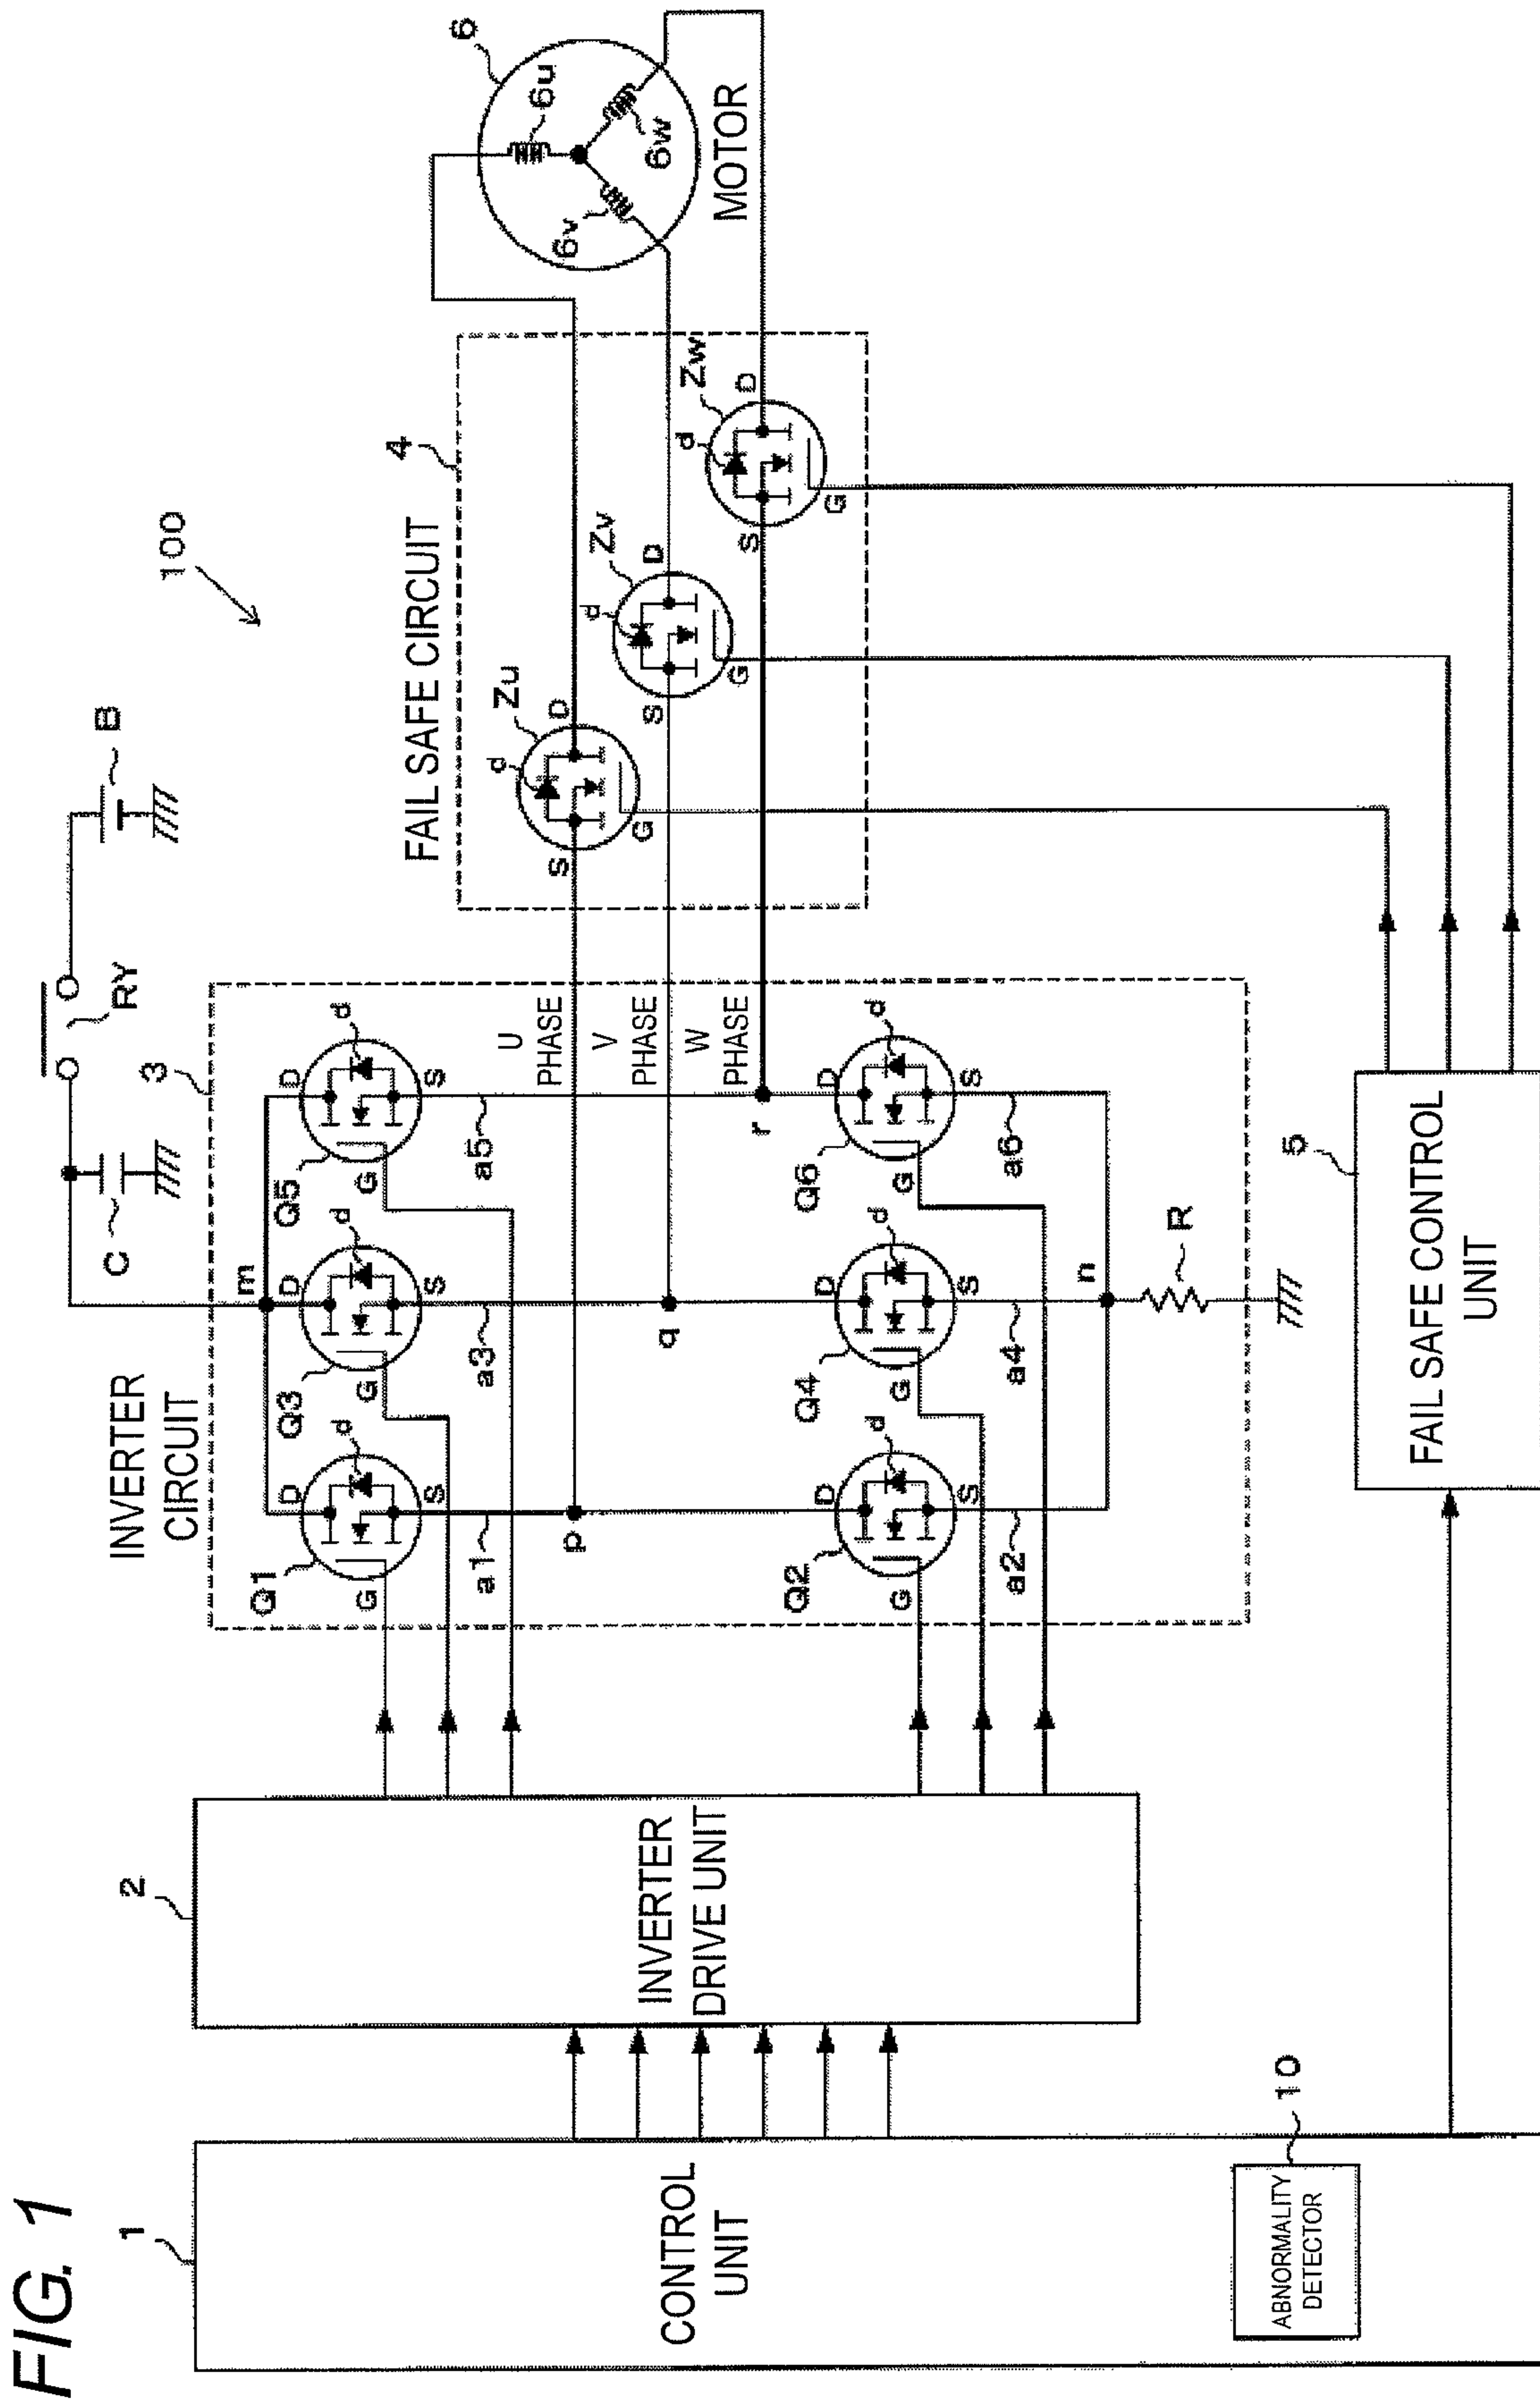 FIG. 1
100
B
RY
C
INVERTER
CIRCUIT
3
m
Q1
D
d
S
G
a1
Q3
D
d
S
G
a3
Q5
D
d
S
G
a5
p
q
r
U
PHASE
V
PHASE
W
PHASE
Q2
D
d
S
G
a2
Q4
D
d
S
G
a4
Q6
D
d
S
G
a6
n
R
FAIL SAFE CIRCUIT
4
Zu
d
S
D
G
Zv
d
S
D
G
Zw
d
S
D
G
6
6u
6v
6w
MOTOR
1
CONTROL
UNIT
10
ABNORMALITY
DETECTOR
2
INVERTER
DRIVE UNIT
5
FAIL SAFE CONTROL
UNIT